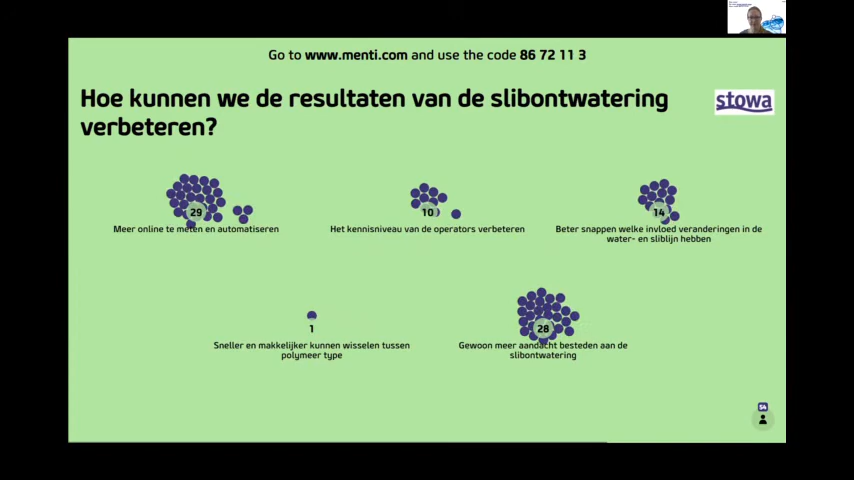 Go to www.menti.com and use the code 86 72 11 3
Hoe kunnen we de resultaten van de slibontwatering
verbeteren?
stowa
29
Meer online te meten en automatiseren
10
Het kennisniveau van de operators verbeteren
14
Beter snappen welke invloed veranderingen in de
water- en sliblijn hebben
1
Sneller en makkelijker kunnen wisselen tussen
polymeer type
28
Gewoon meer aandacht besteden aan de
slibontwatering
54